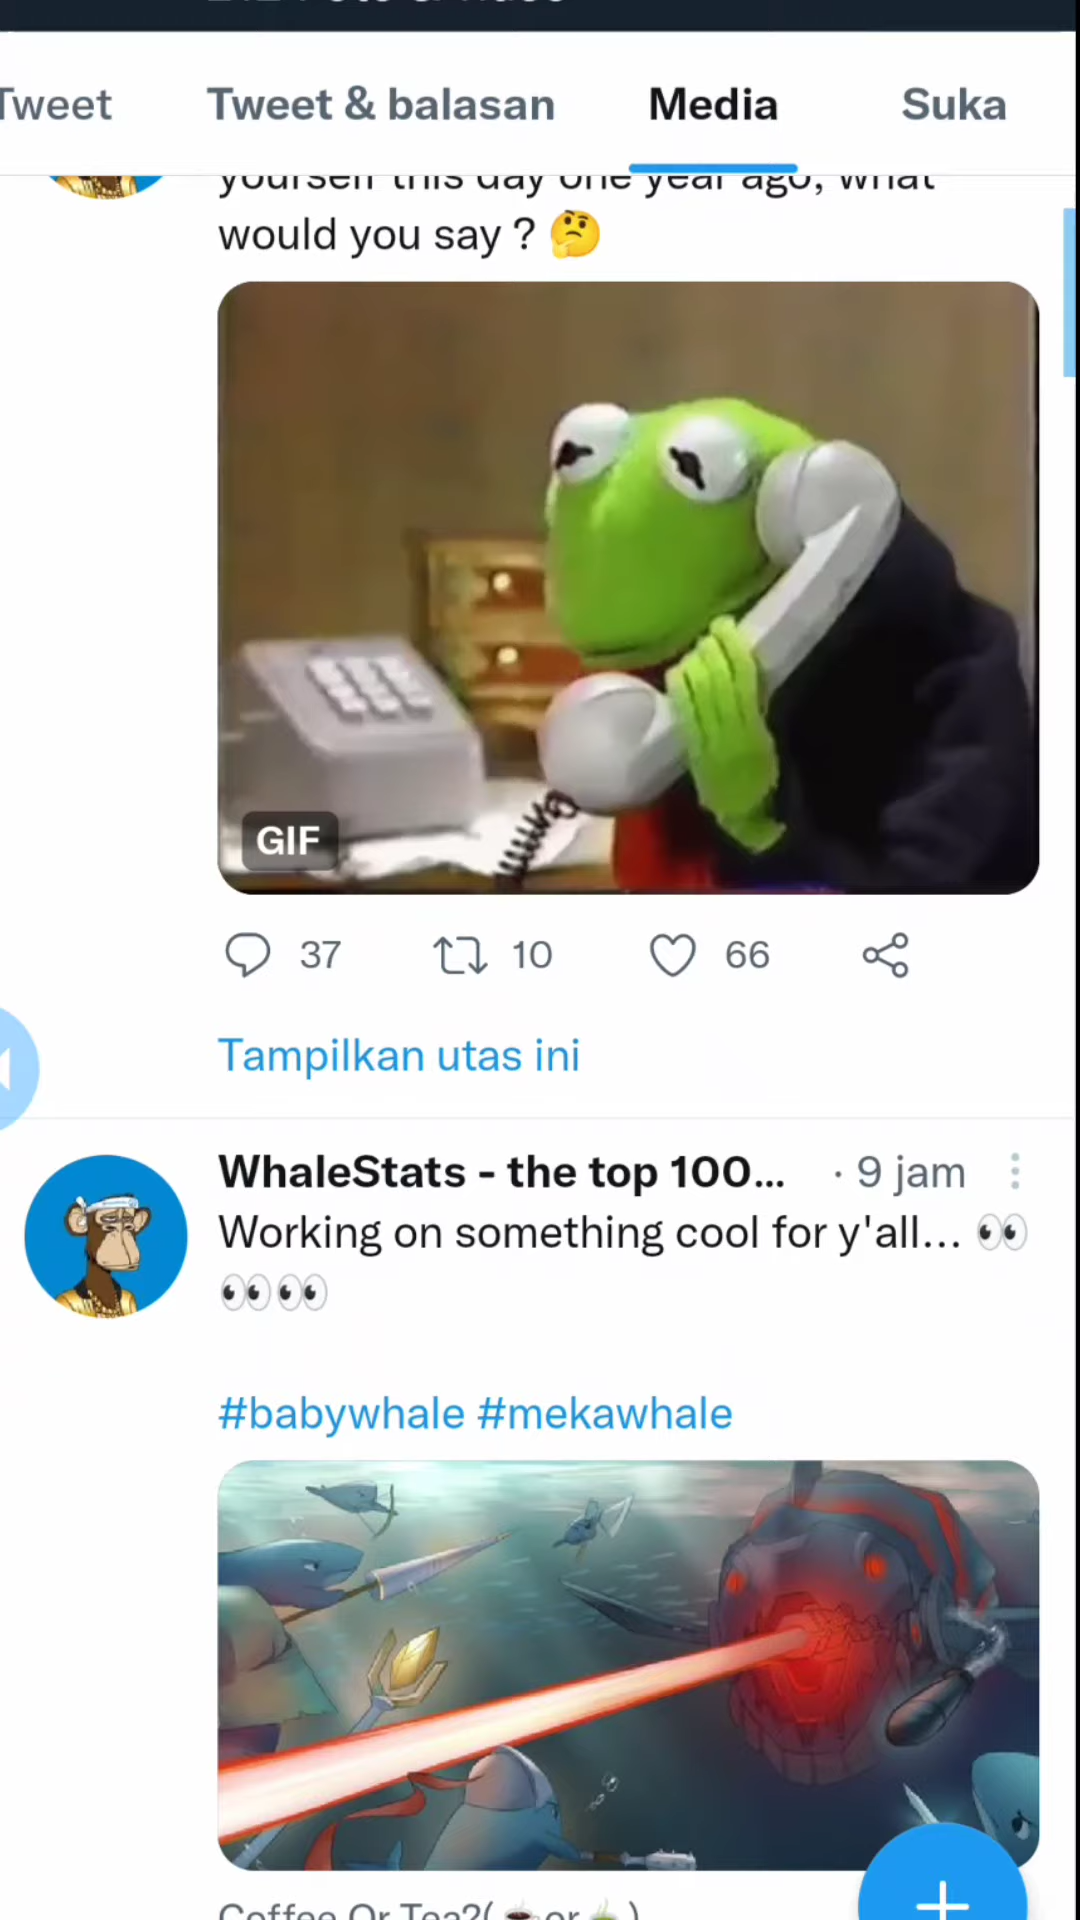 Tweet
Tweet & balasan
Media
Suka
yourself this day one year ago, what
would you say ? 🤔
GIF
37
10
66
Tampilkan utas ini
WhaleStats - the top 100... · 9 jam
Working on something cool for y'all... 👀
👀👀
#babywhale #mekawhale
Coffee Or Tea?(☕or🍵)